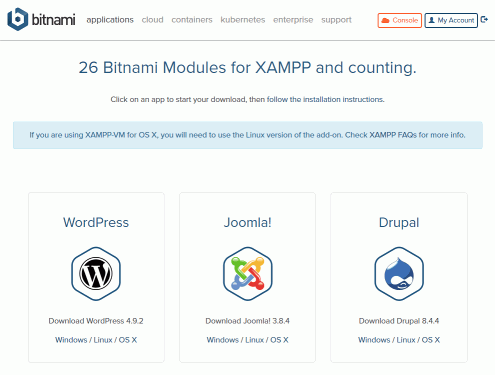 bitnami applications cloud containers kubernetes enterprise support Console My Account
26 Bitnami Modules for XAMPP and counting.
Click on an app to start your download, then follow the installation instructions.
If you are using XAMPP-VM for OS X, you will need to use the Linux version of the add-on. Check XAMPP FAQs for more info.
WordPress Joomla! Drupal
Download WordPress 4.9.2 Download Joomla! 3.8.4 Download Drupal 8.4.4
Windows / Linux / OS X Windows / Linux / OS X Windows / Linux / OS X